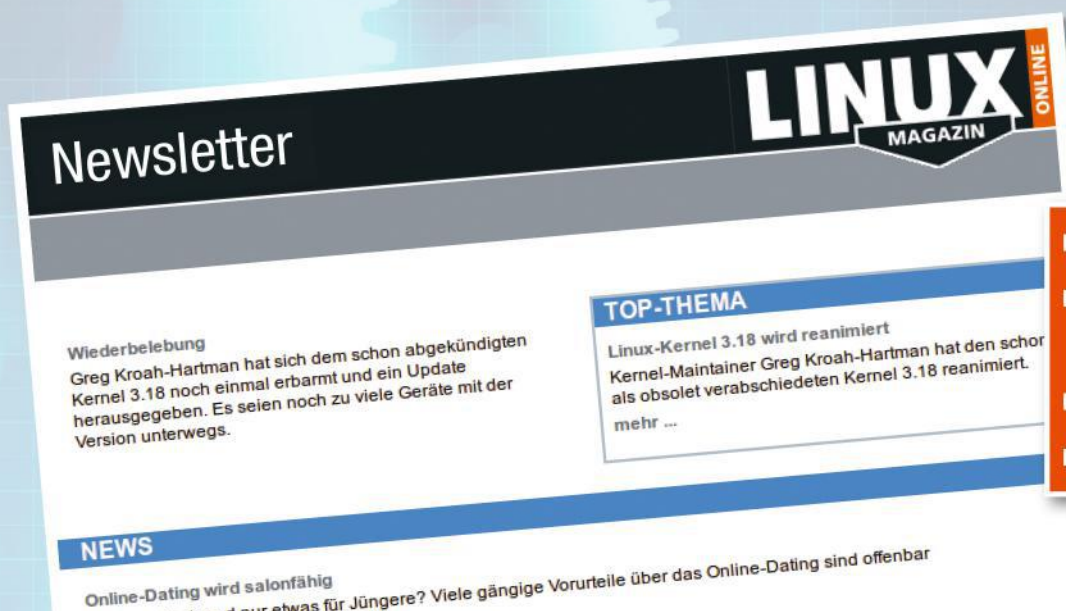 Newsletter
LINUX
MAGAZIN
ONLINE
Wiederbelebung
Greg Kroah-Hartman hat sich dem schon abgekündigten
Kernel 3.18 noch einmal erbarmt und ein Update
herausgegeben. Es seien noch zu viele Geräte mit der
Version unterwegs.
TOP-THEMA
Linux-Kernel 3.18 wird reanimiert
Kernel-Maintainer Greg Kroah-Hartman hat den schon
als obsolet verabschiedeten Kernel 3.18 reanimiert.
mehr ...
NEWS
Online-Dating wird salonfähig
nur etwas für Jüngere? Viele gängige Vorurteile über das Online-Dating sind offenbar